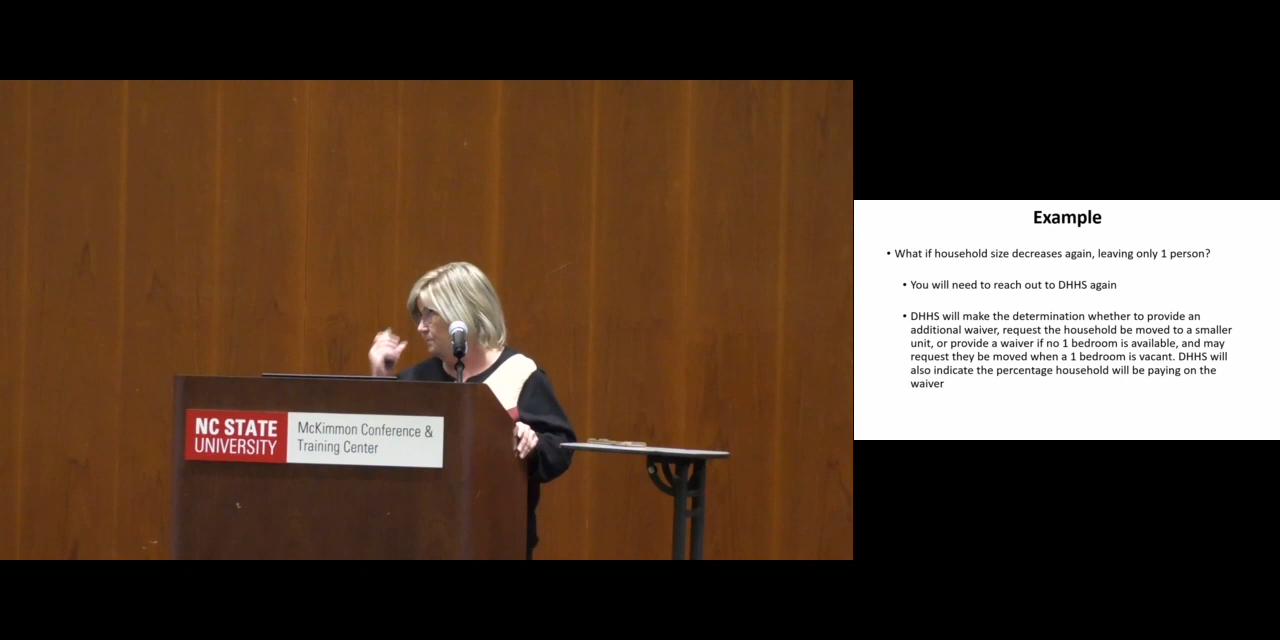 NC STATE
UNIVERSITY
McKimmon Conference &
Training Center
Example
• What if household size decreases again, leaving only 1 person?
• You will need to reach out to DHHS again
• DHHS will make the determination whether to provide an
additional waiver, request the household be moved to a smaller
unit, or provide a waiver if no 1 bedroom is available, and may
request they be moved when a 1 bedroom is vacant. DHHS will
also indicate the percentage household will be paying on the
waiver